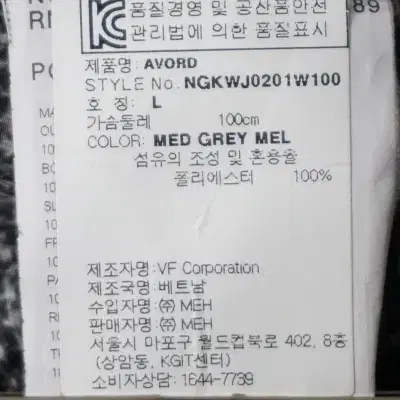 품질경영 및 공산품안전
관리법에 의한 품질표시
제품명: AVORD
STYLE No. NGKWJ0201W100
호 칭: L
가슴둘레 100cm
COLOR: MED GREY MEL
섬유의 조성 및 혼용율
폴리에스터 100%
제조자명:VF Corporation
제조국명:베트남
수입자명:㈜ MEH
판매자명:㈜ MEH
서울시 마포구 월드컵북로 402, 8층
(상암동, KGIT센터)
소비자상담: 1644-7739
89